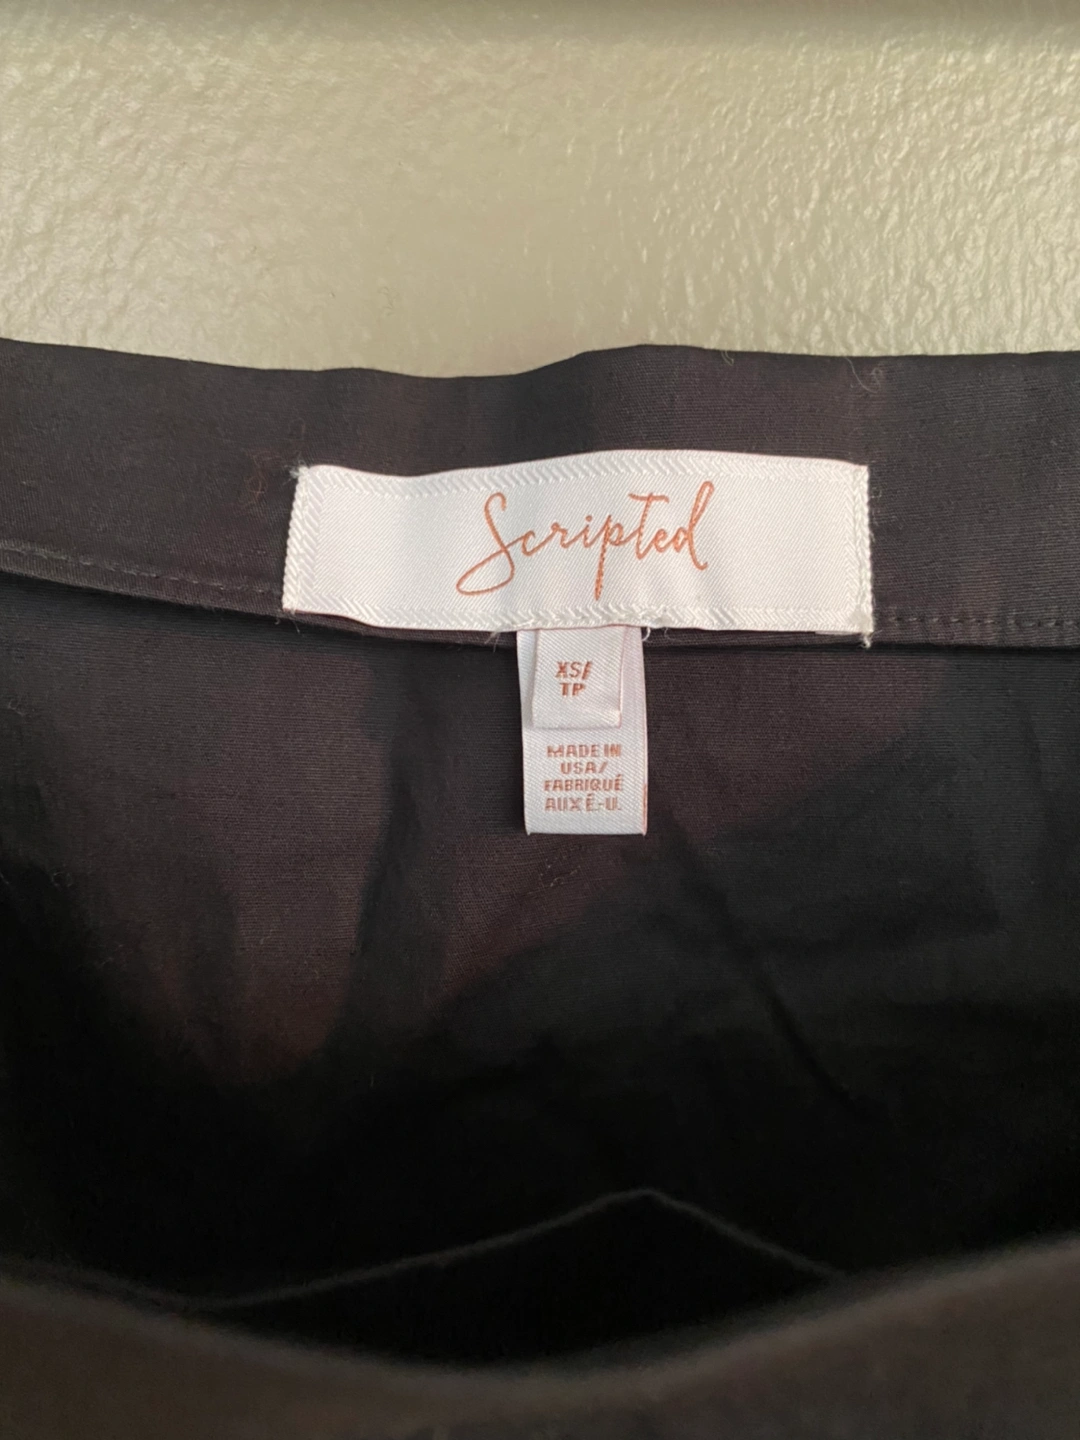 Scripted
XS/
TP
MADE IN
USA/
FABRIQUÉ
AUX É-U.